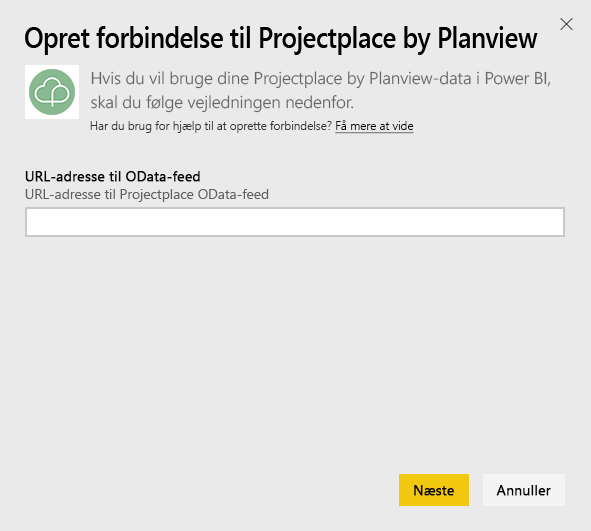 Opret forbindelse til Projectplace by Planview
Hvis du vil bruge dine Projectplace by Planview-data i Power BI,
skal du følge vejledningen nedenfor.
Har du brug for hjælp til at oprette forbindelse? Få mere at vide
URL-adresse til OData-feed
URL-adresse til Projectplace OData-feed
Næste
Annuller